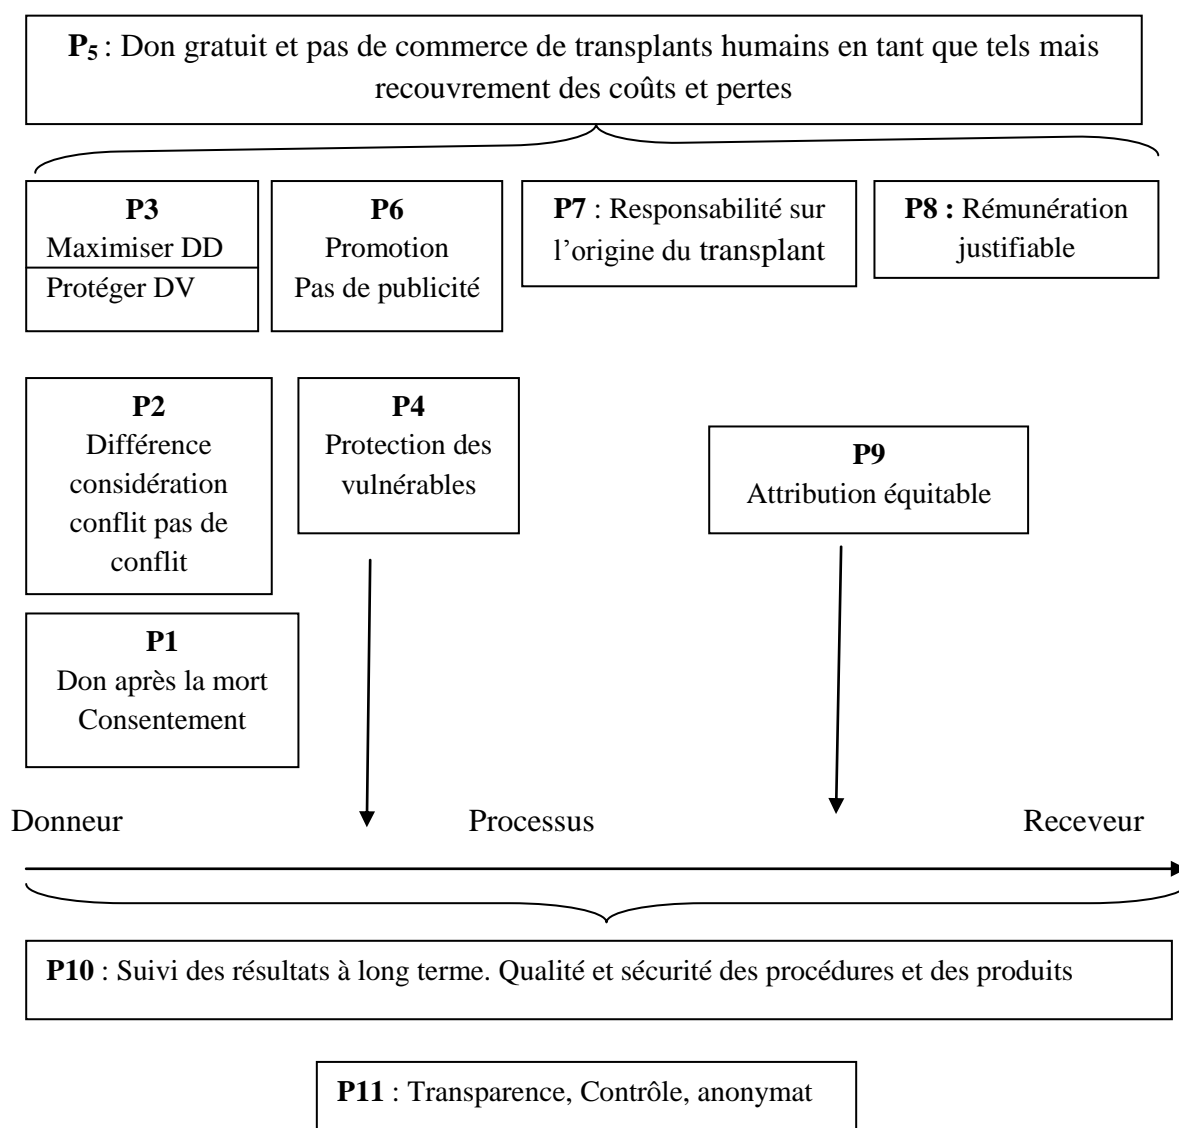 P5 : Don gratuit et pas de commerce de transplants humains en tant que tels mais
recouvrement des coûts et pertes
P3
Maximiser DD
Protéger DV
P6
Promotion
Pas de publicité
P7 : Responsabilité sur
l’origine du transplant
P8 : Rémunération
justifiable
P2
Différence
considération
conflit pas de
conflit
P4
Protection des
vulnérables
P9
Attribution équitable
P1
Don après la mort
Consentement
Donneur
Processus
Receveur
P10 : Suivi des résultats à long terme. Qualité et sécurité des procédures et des produits
P11 : Transparence, Contrôle, anonymat